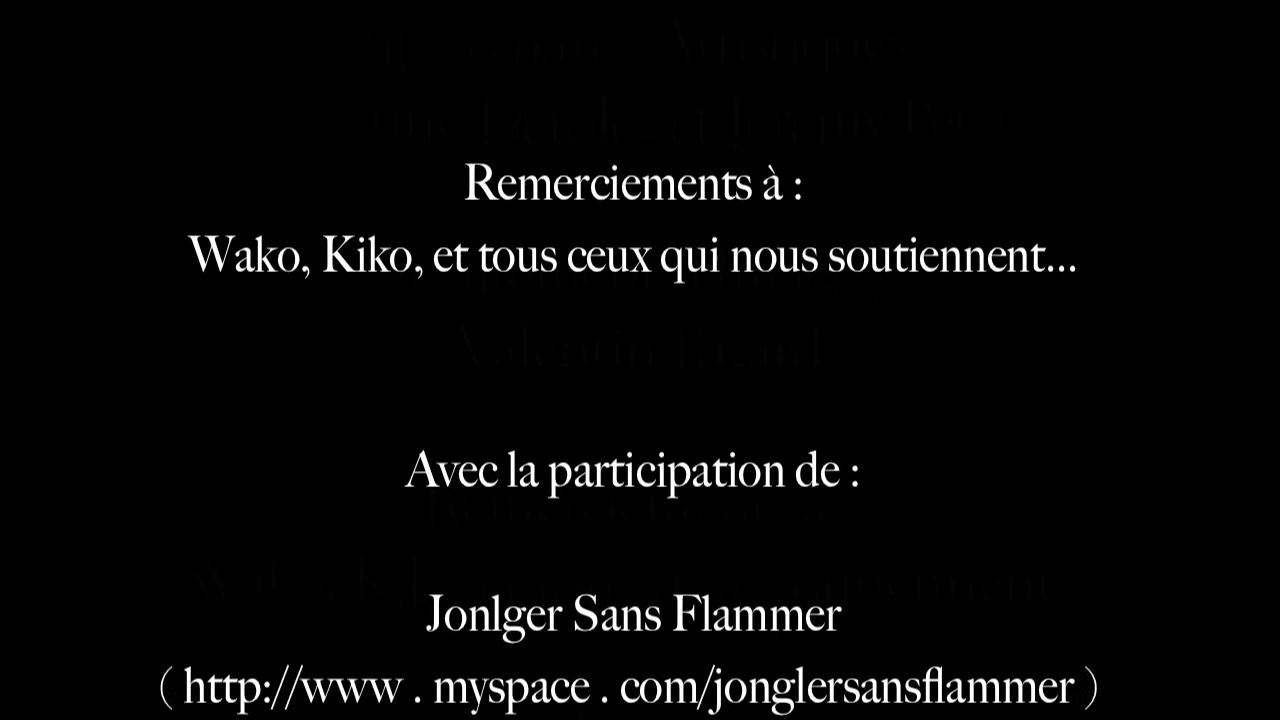 Remerciements à :
Wako, Kiko, et tous ceux qui nous soutiennent...
Valentin
Avec la participation de :
Jonlger Sans Flammer
( http://www . myspace . com/jonglersansflammer )